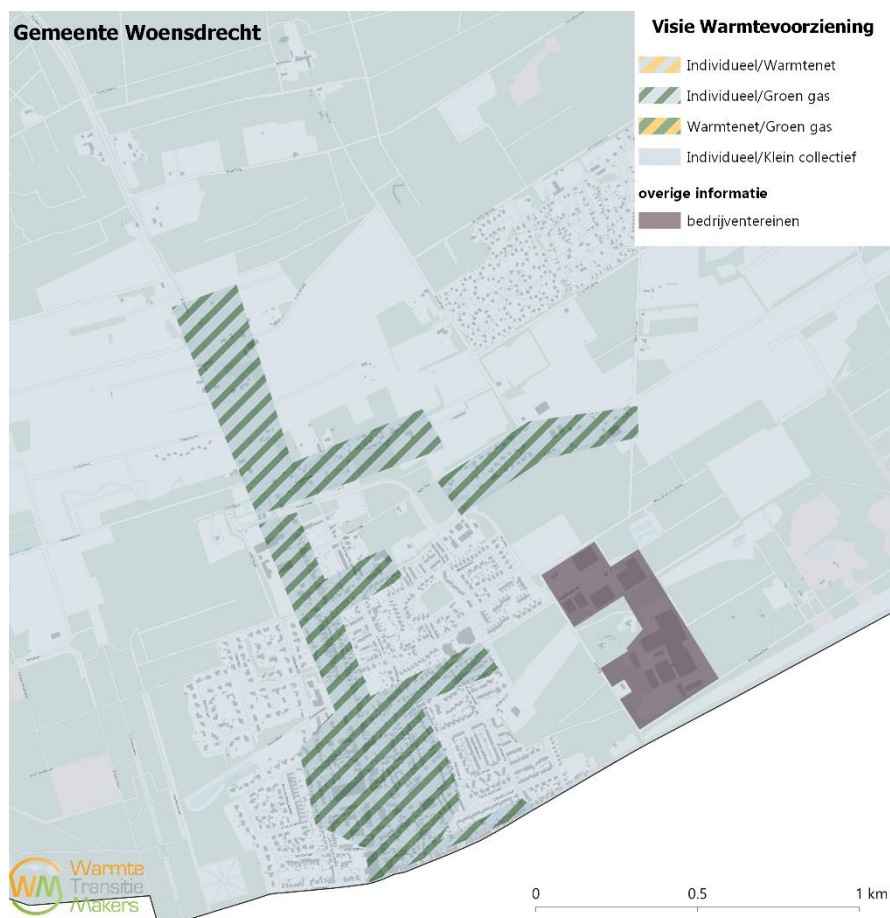 Gemeente Woensdrecht
Visie Warmtevoorziening
Individueel/Warmtenet
Individueel/Groen gas
Warmtenet/Groen gas
Individueel/Klein collectief
overige informatie
bedrijventereinen
Warmte
Transitie
Makers
WM
0
0.5
1 km